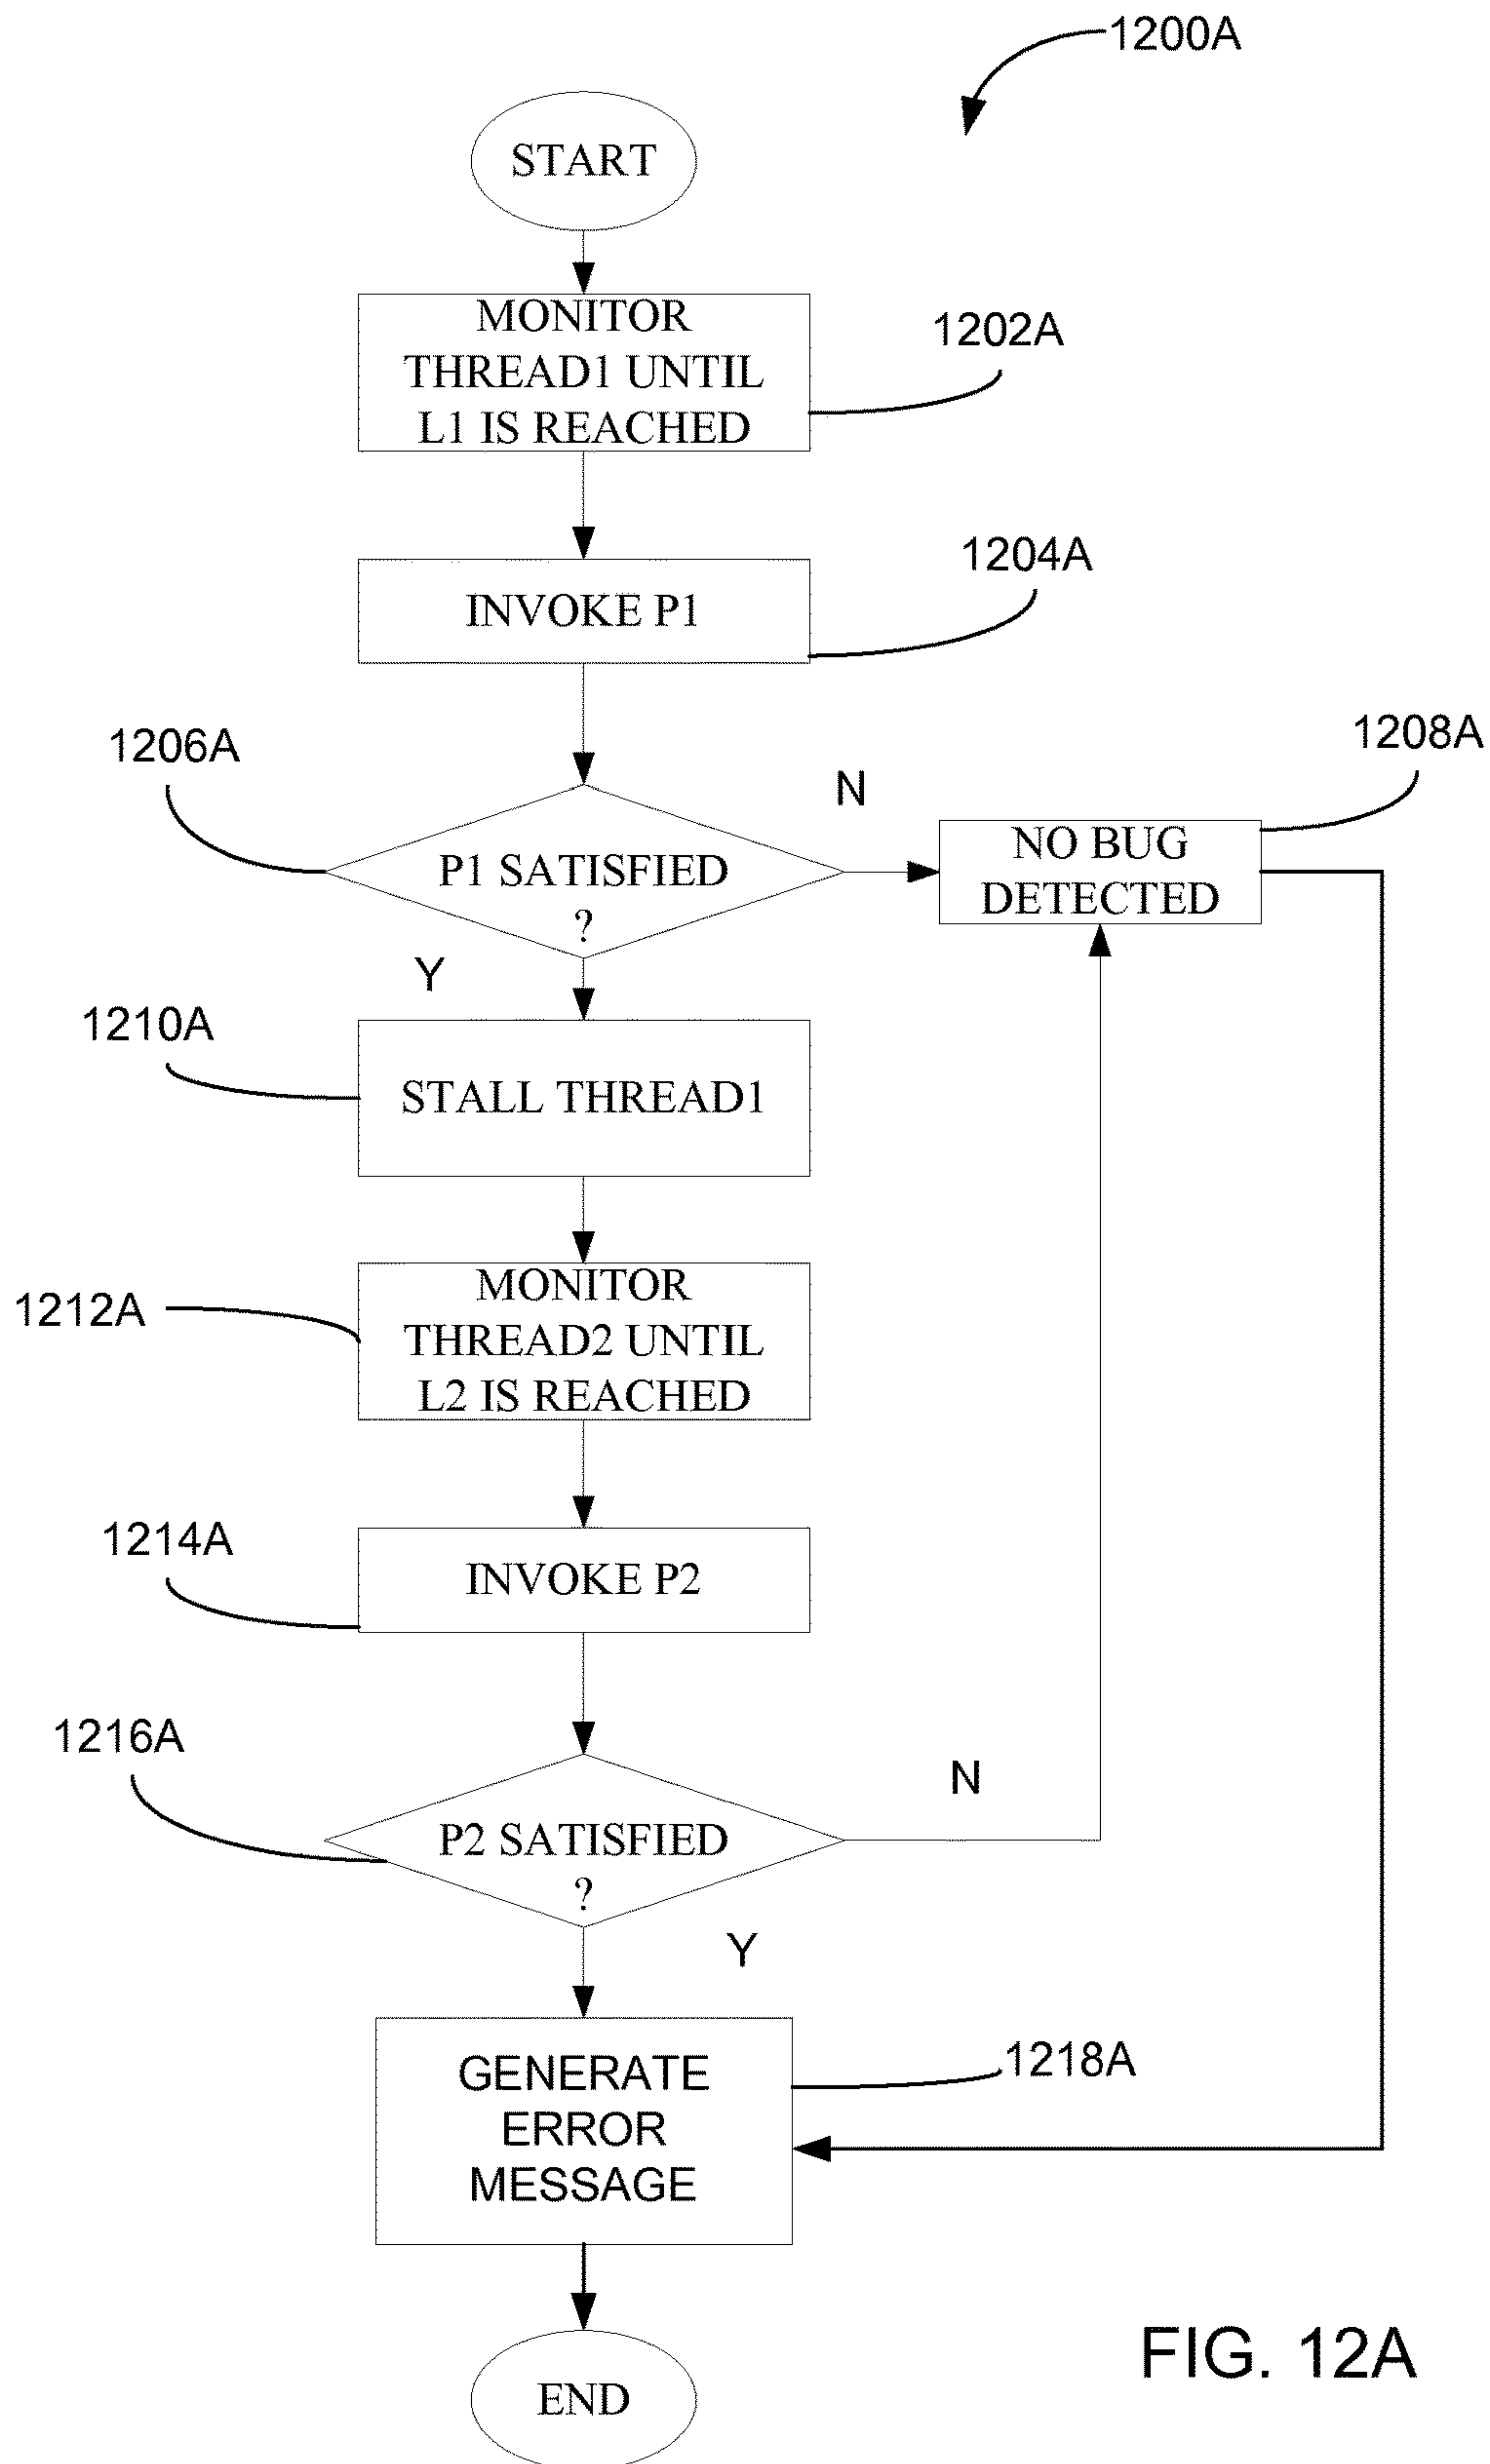 1200A
START
MONITOR
THREAD1 UNTIL
L1 IS REACHED
1202A
INVOKE P1
1204A
1206A
P1 SATISFIED
?
N
Y
NO BUG
DETECTED
1208A
1210A
STALL THREAD1
1212A
MONITOR
THREAD2 UNTIL
L2 IS REACHED
1214A
INVOKE P2
1216A
P2 SATISFIED
?
N
Y
GENERATE
ERROR
MESSAGE
1218A
END
FIG. 12A